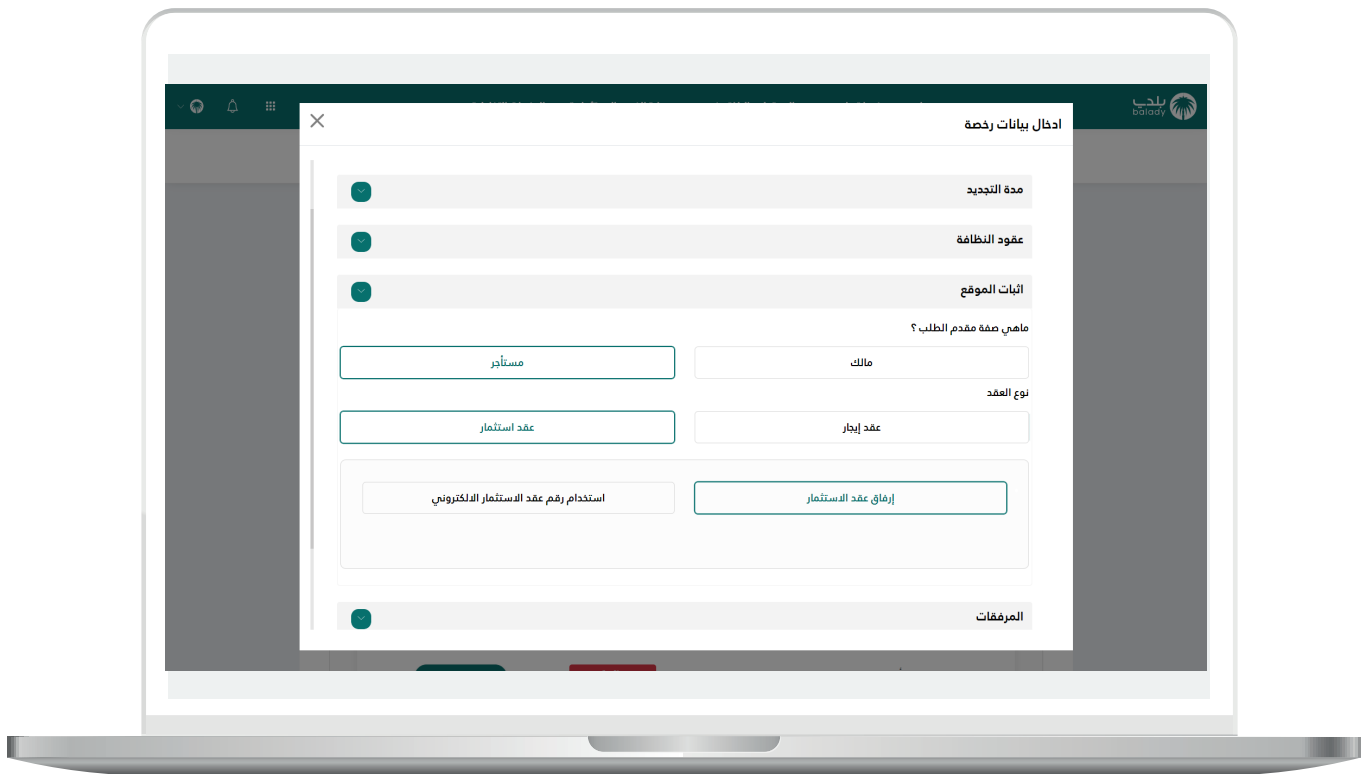 بلدي
balady
ادخال بيانات رخصة
مدة التجديد
عقود النظافة
اثبات الموقع
ماهي صفة مقدم الطلب ؟
مالك
مستأجر
نوع العقد
عقد إيجار
عقد استثمار
إرفاق عقد الاستثمار
استخدام رقم عقد الاستثمار الالكتروني
المرفقات